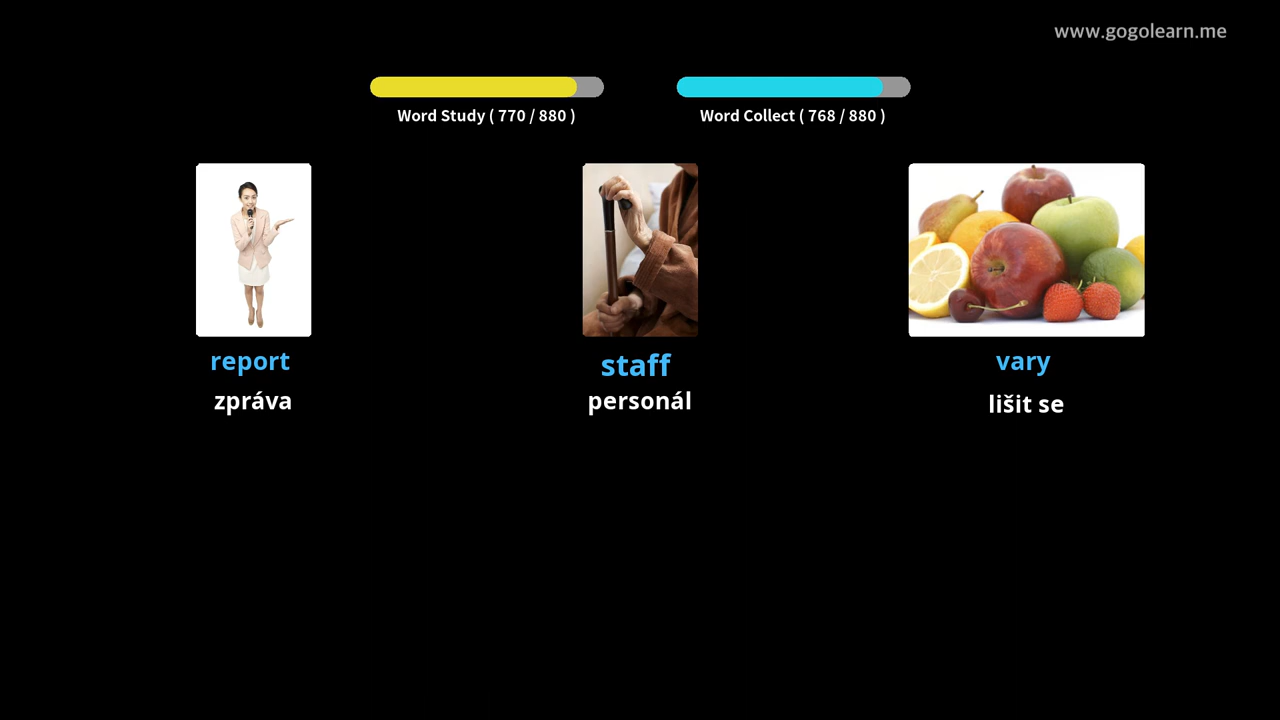 www.gogolearn.me
Word Study ( 770 / 880 )
Word Collect ( 768 / 880 )
report
staff
vary
zpráva
personál
lišit se